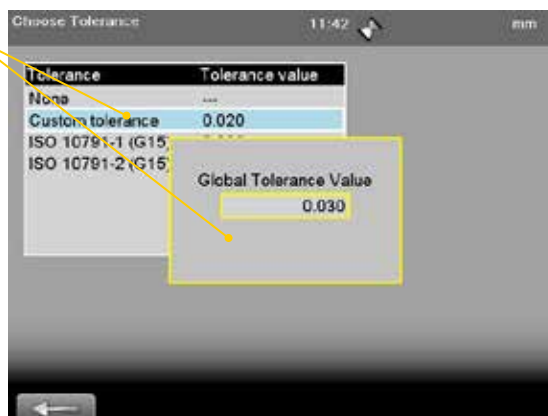 Choose Tolerance 11:42 mm
Tolerance Tolerance value
None ---
Custom tolerance 0.020
ISO 10791-1 (G15)
ISO 10791-2 (G15)
Global Tolerance Value
0.030